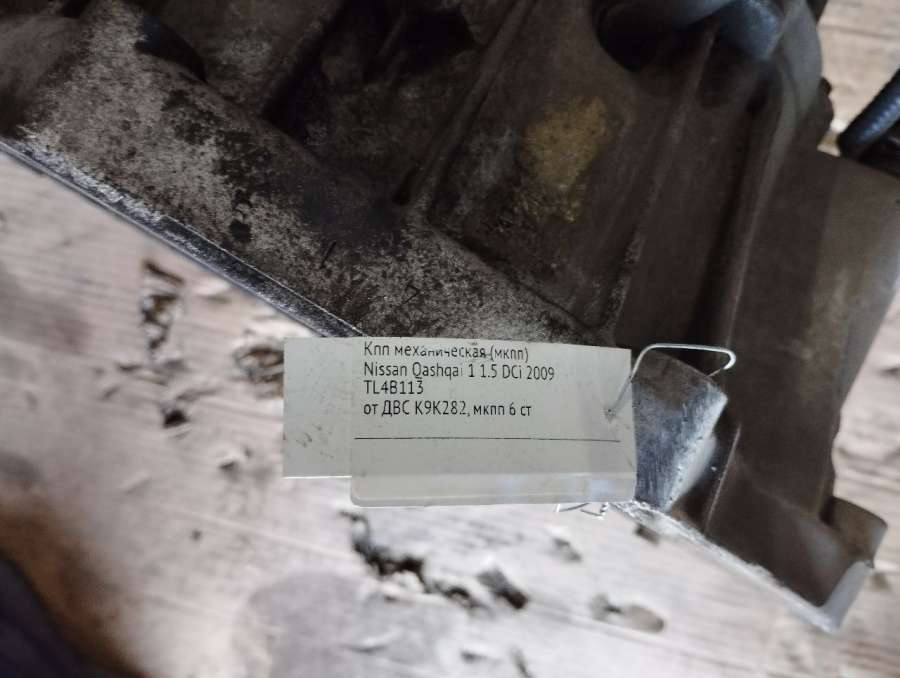 Кпп механическая (мкпп)
Nissan Qashqai 1 1.5 DCi 2009
TL4B113
от ДВС K9K282, мкпп 6 ст